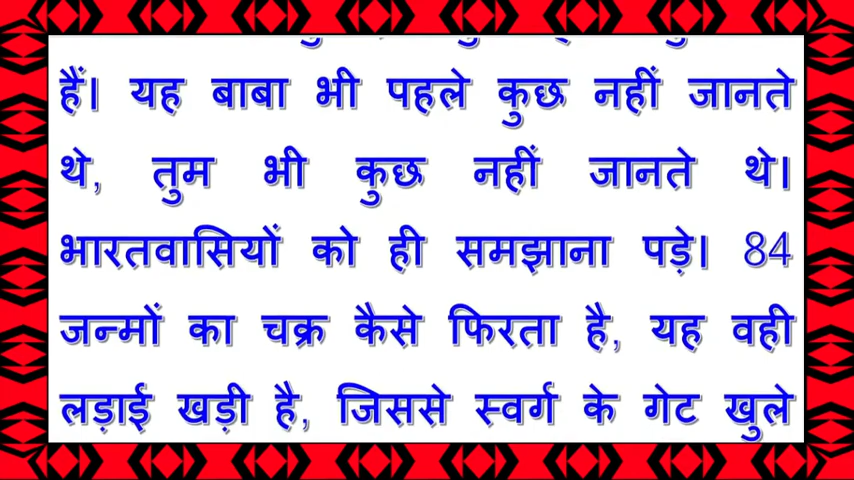 हैं। यह बाबा भी पहले कुछ नहीं जानते
थे, तुम भी कुछ नहीं जानते थे।
भारतवासियों को ही समझाना पड़े। 84
जन्मों का चक्र कैसे फिरता है, यह वही
लड़ाई खड़ी है, जिससे स्वर्ग के गेट खुले